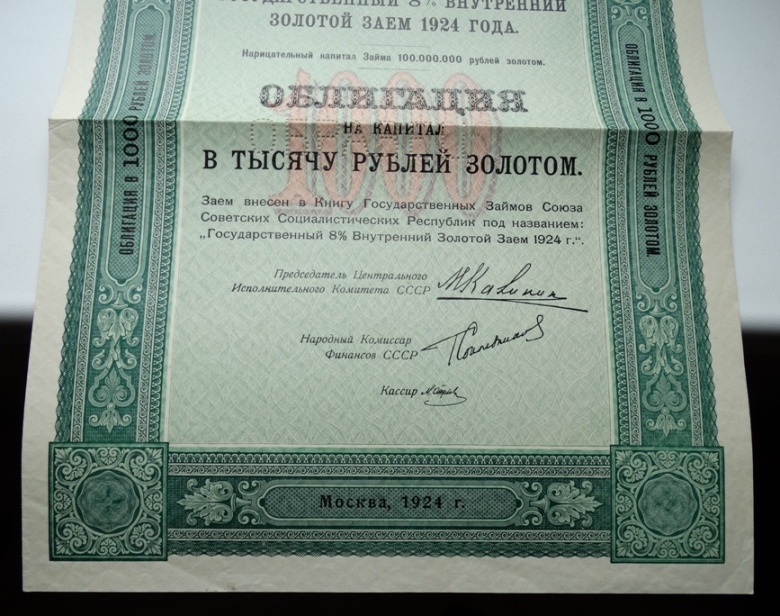 ГОСУДАРСТВЕННЫЙ 8% ВНУТРЕННИЙ
ЗОЛОТОЙ ЗАЕМ 1924 ГОДА.
Нарицательный капитал Займа 100.000.000 рублей золотом.
1000
ОБЛИГАЦИЯ
НА КАПИТАЛ
В ТЫСЯЧУ РУБЛЕЙ ЗОЛОТОМ.
Заем внесен в Книгу Государственных Займов Союза
Советских Социалистических Республик под названием:
„Государственный 8% Внутренний Золотой Заем 1924 г.".
1000
Председатель Центрального
Исполнительного Комитета СССР
МКалинин
Народный Комиссар
Финансов СССР
Кассир
Москва, 1924 г.
ОБЛИГАЦИЯ В 1000 РУБЛЕЙ ЗОЛОТОМ.
ОБЛИГАЦИЯ В 1000 РУБЛЕЙ ЗОЛОТОМ.